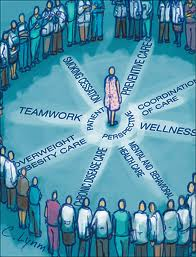 SMOKING CESSATION
PREVENTIVE CARE
COORDINATION
OF CARE
TEAMWORK
PATIENT
PERSPECTIVE
WELLNESS
OVERWEIGHT
OBESITY CARE
CHRONIC DISEASE CARE
MENTAL AND BEHAVIORAL
HEALTH CARE